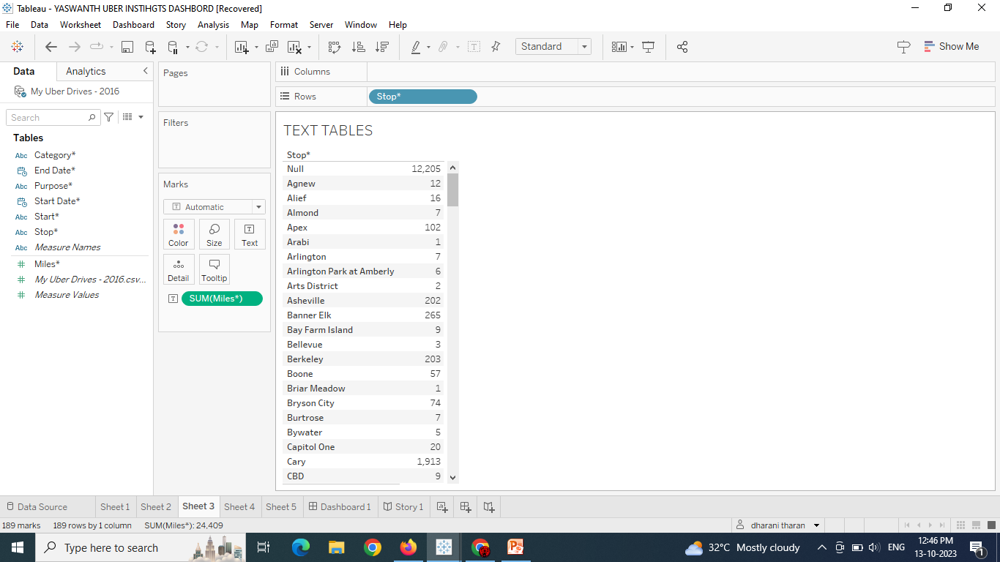 Tableau - YASWANTH UBER INSTIHGTS DASHBORD [Recovered]
File Data Worksheet Dashboard Story Analysis Map Format Server Window Help
Standard
Show Me
Data Analytics
My Uber Drives - 2016
Search
Tables
Abc Category*
End Date*
Abc Purpose*
Start Date*
Abc Start*
Abc Stop*
Abc Measure Names
Miles*
My Uber Drives - 2016.csv...
Measure Values
Pages
Filters
Marks
T Automatic
Color Size Text
Detail Tooltip
T SUM(Miles*)
Columns
Rows Stop*
TEXT TABLES
Stop*
Null 12,205
Agnew 12
Alief 16
Almond 7
Apex 102
Arabi 1
Arlington 7
Arlington Park at Amberly 6
Arts District 2
Asheville 202
Banner Elk 265
Bay Farm Island 9
Bellevue 3
Berkeley 203
Boone 57
Briar Meadow 1
Bryson City 74
Burtrose 7
Bywater 5
Capitol One 20
Cary 1,913
CBD 9
Data Source Sheet 1 Sheet 2 Sheet 3 Sheet 4 Sheet 5 Dashboard 1 Story 1
189 marks 189 rows by 1 column SUM(Miles*): 24,409 dharani tharan
Type here to search
32°C Mostly cloudy
ENG
12:46 PM
13-10-2023
1